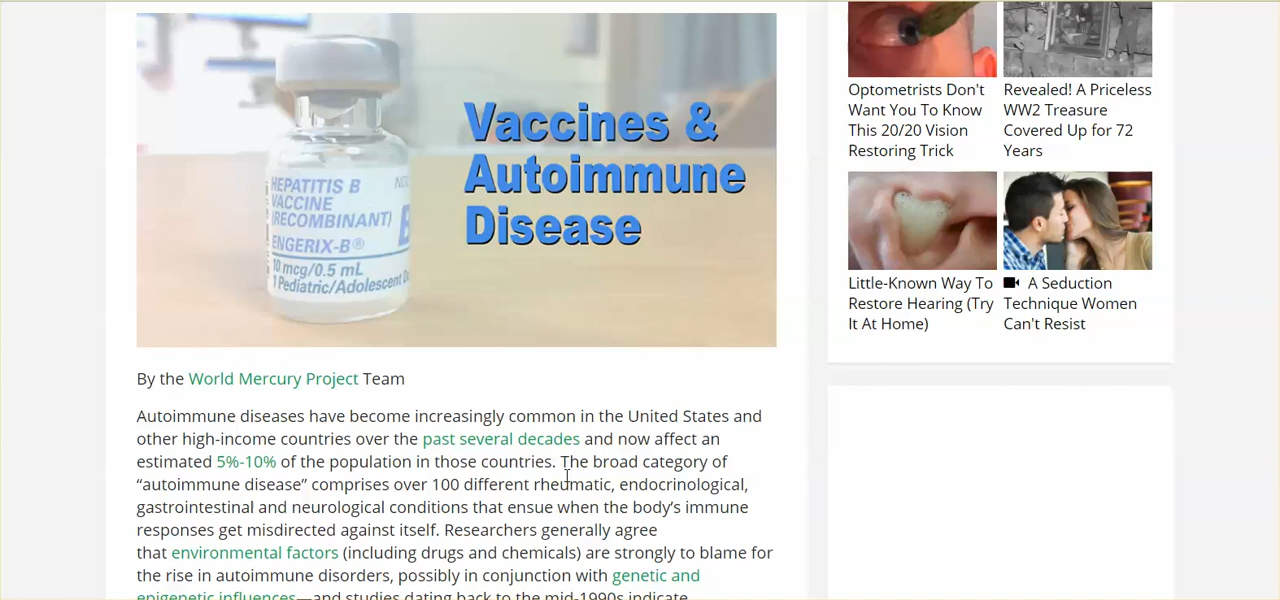 HEPATITIS B
VACCINE
(RECOMBINANT)
ENGERIX-B®
10 mcg/0.5 mL
1 Pediatric/Adolescent
Vaccines &
Autoimmune
Disease
By the World Mercury Project Team
Autoimmune diseases have become increasingly common in the United States and
other high-income countries over the past several decades and now affect an
estimated 5%-10% of the population in those countries. The broad category of
“autoimmune disease” comprises over 100 different rheumatic, endocrinological,
gastrointestinal and neurological conditions that ensue when the body’s immune
responses get misdirected against itself. Researchers generally agree
that environmental factors (including drugs and chemicals) are strongly to blame for
the rise in autoimmune disorders, possibly in conjunction with genetic and
epigenetic influences—and studies dating back to the mid-1990s indicate
Optometrists Don't
Want You To Know
This 20/20 Vision
Restoring Trick
Revealed! A Priceless
WW2 Treasure
Covered Up for 72
Years
Little-Known Way To
Restore Hearing (Try
It At Home)
A Seduction
Technique Women
Can't Resist